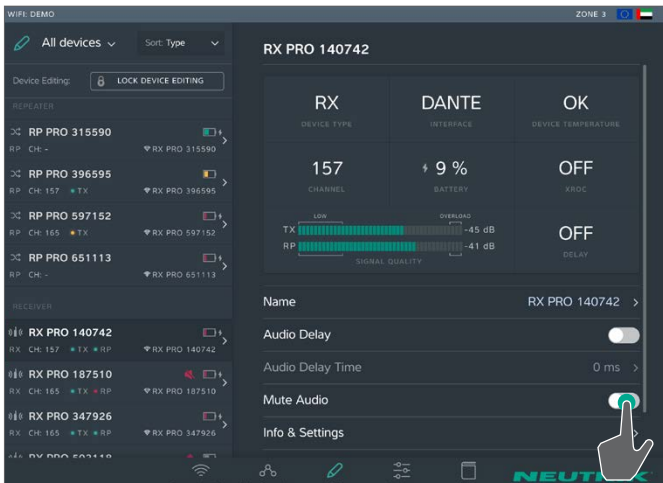 WIFI: DEMO
ZONE 3
All devices
Sort: Type
Device Editing:
LOCK DEVICE EDITING
REPEATER
RP PRO 315590
RP CH: -
RX PRO 315590
RP PRO 396595
RP CH: 157 TX
RX PRO 396595
RP PRO 597152
RP CH: 165 TX
RX PRO 597152
RP PRO 651113
RP CH: -
RX PRO 651113
RECEIVER
RX PRO 140742
RX CH: 157 TX RP
RX PRO 140742
RX PRO 187510
RX CH: 165 TX RP
RX PRO 187510
RX PRO 347926
RX CH: 165 TX RP
RX PRO 347926
RX PRO 503118
RX PRO 140742
RX
DEVICE TYPE
DANTE
INTERFACE
OK
DEVICE TEMPERATURE
157
CHANNEL
9 %
BATTERY
OFF
XROC
LOW
OVERLOAD
TX -45 dB
RP -41 dB
SIGNAL QUALITY
OFF
DELAY
Name
RX PRO 140742
Audio Delay
Audio Delay Time
0 ms
Mute Audio
Info & Settings